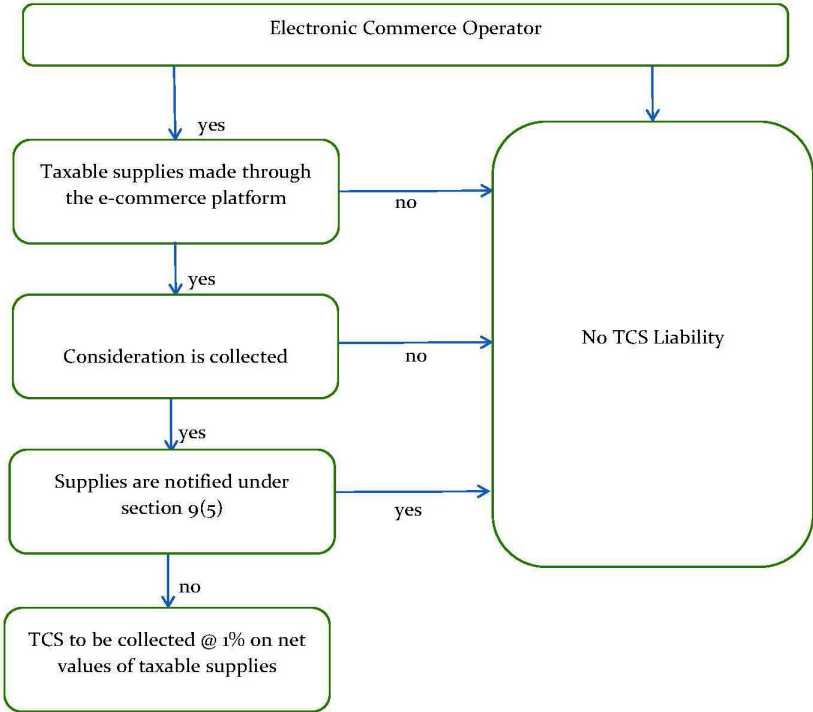 Electronic Commerce Operator
yes
Taxable supplies made through
the e-commerce platform
no
yes
Consideration is collected
no
No TCS Liability
yes
Supplies are notified under
section 9(5)
yes
no
TCS to be collected @ 1% on net
values of taxable supplies